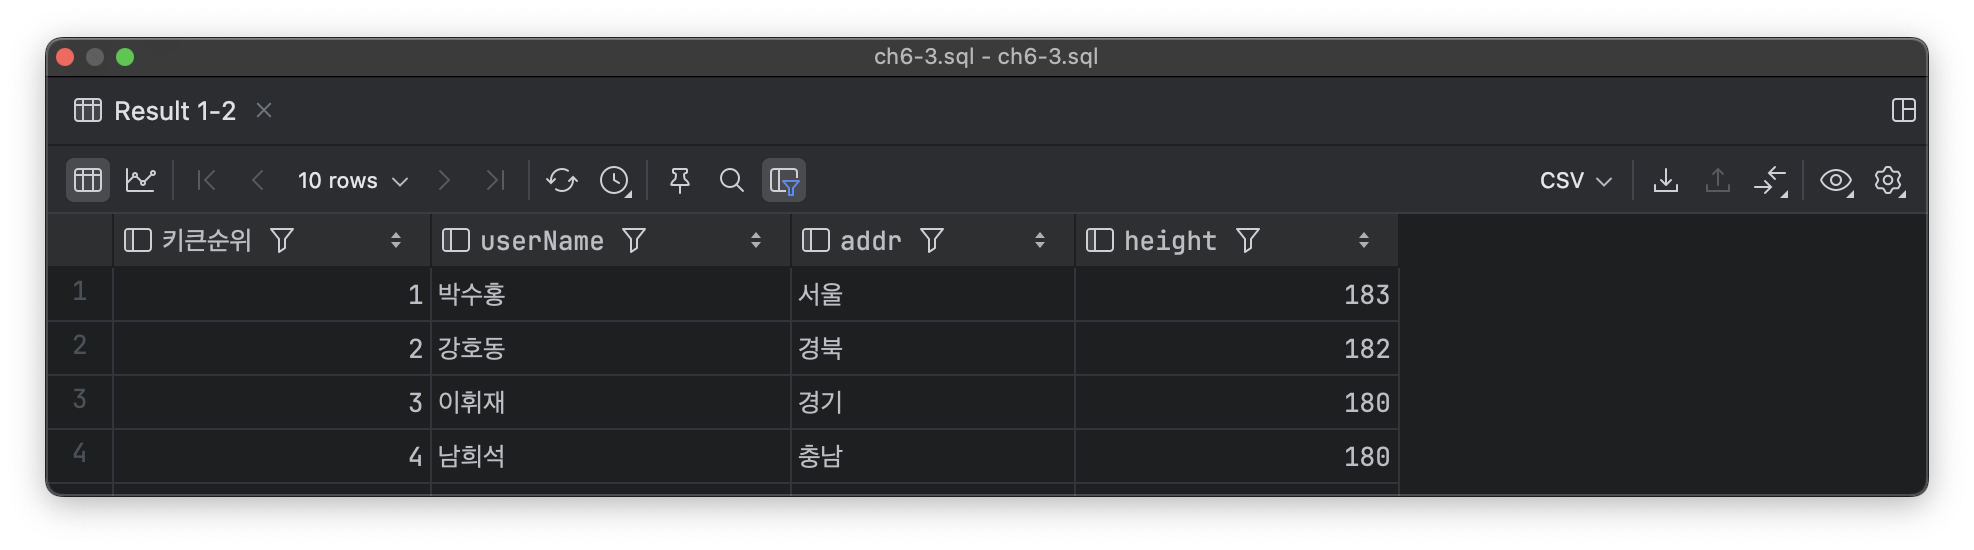 ch6-3.sql - ch6-3.sql
Result 1-2
10 rows CSV
키큰순위 userName addr height
1 1 박수홍 서울 183
2 2 강호동 경북 182
3 3 이휘재 경기 180
4 4 남희석 충남 180